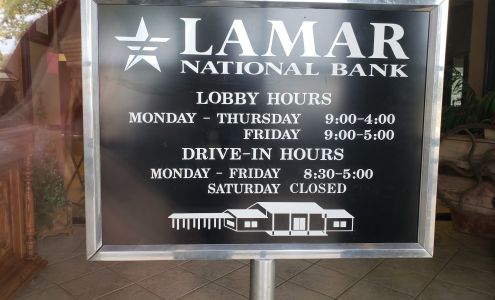 LAMAR
NATIONAL BANK
LOBBY HOURS
MONDAY - THURSDAY 9:00-4:00
FRIDAY 9:00-5:00
DRIVE-IN HOURS
MONDAY - FRIDAY 8:30-5:00
SATURDAY CLOSED